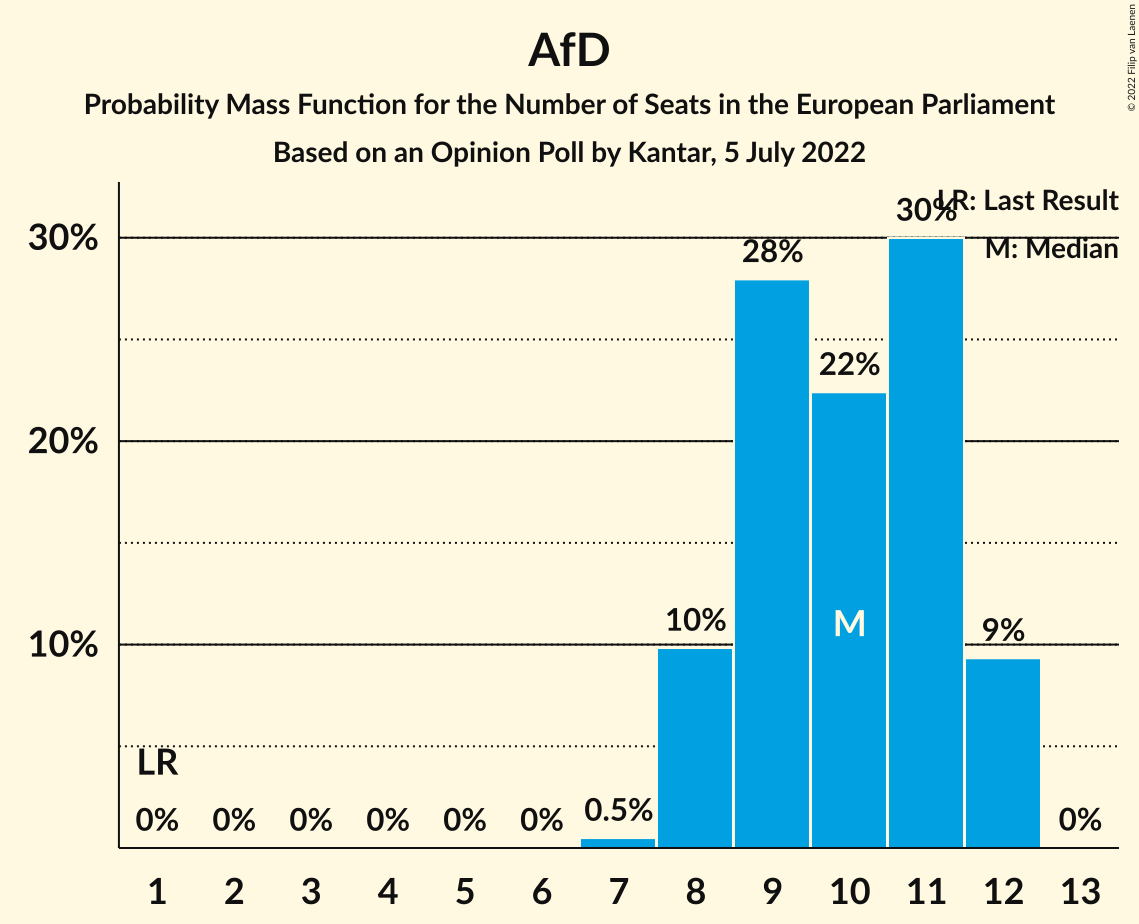 AfD
Probability Mass Function for the Number of Seats in the European Parliament
Based on an Opinion Poll by Kantar, 5 July 2022
© 2022 Filip van Laenen
LR: Last Result
M: Median
30%
20%
10%
30%
28%
22%
10%
9%
M
LR
0% 0% 0% 0% 0% 0% 0.5% 0%
1 2 3 4 5 6 7 8 9 10 11 12 13